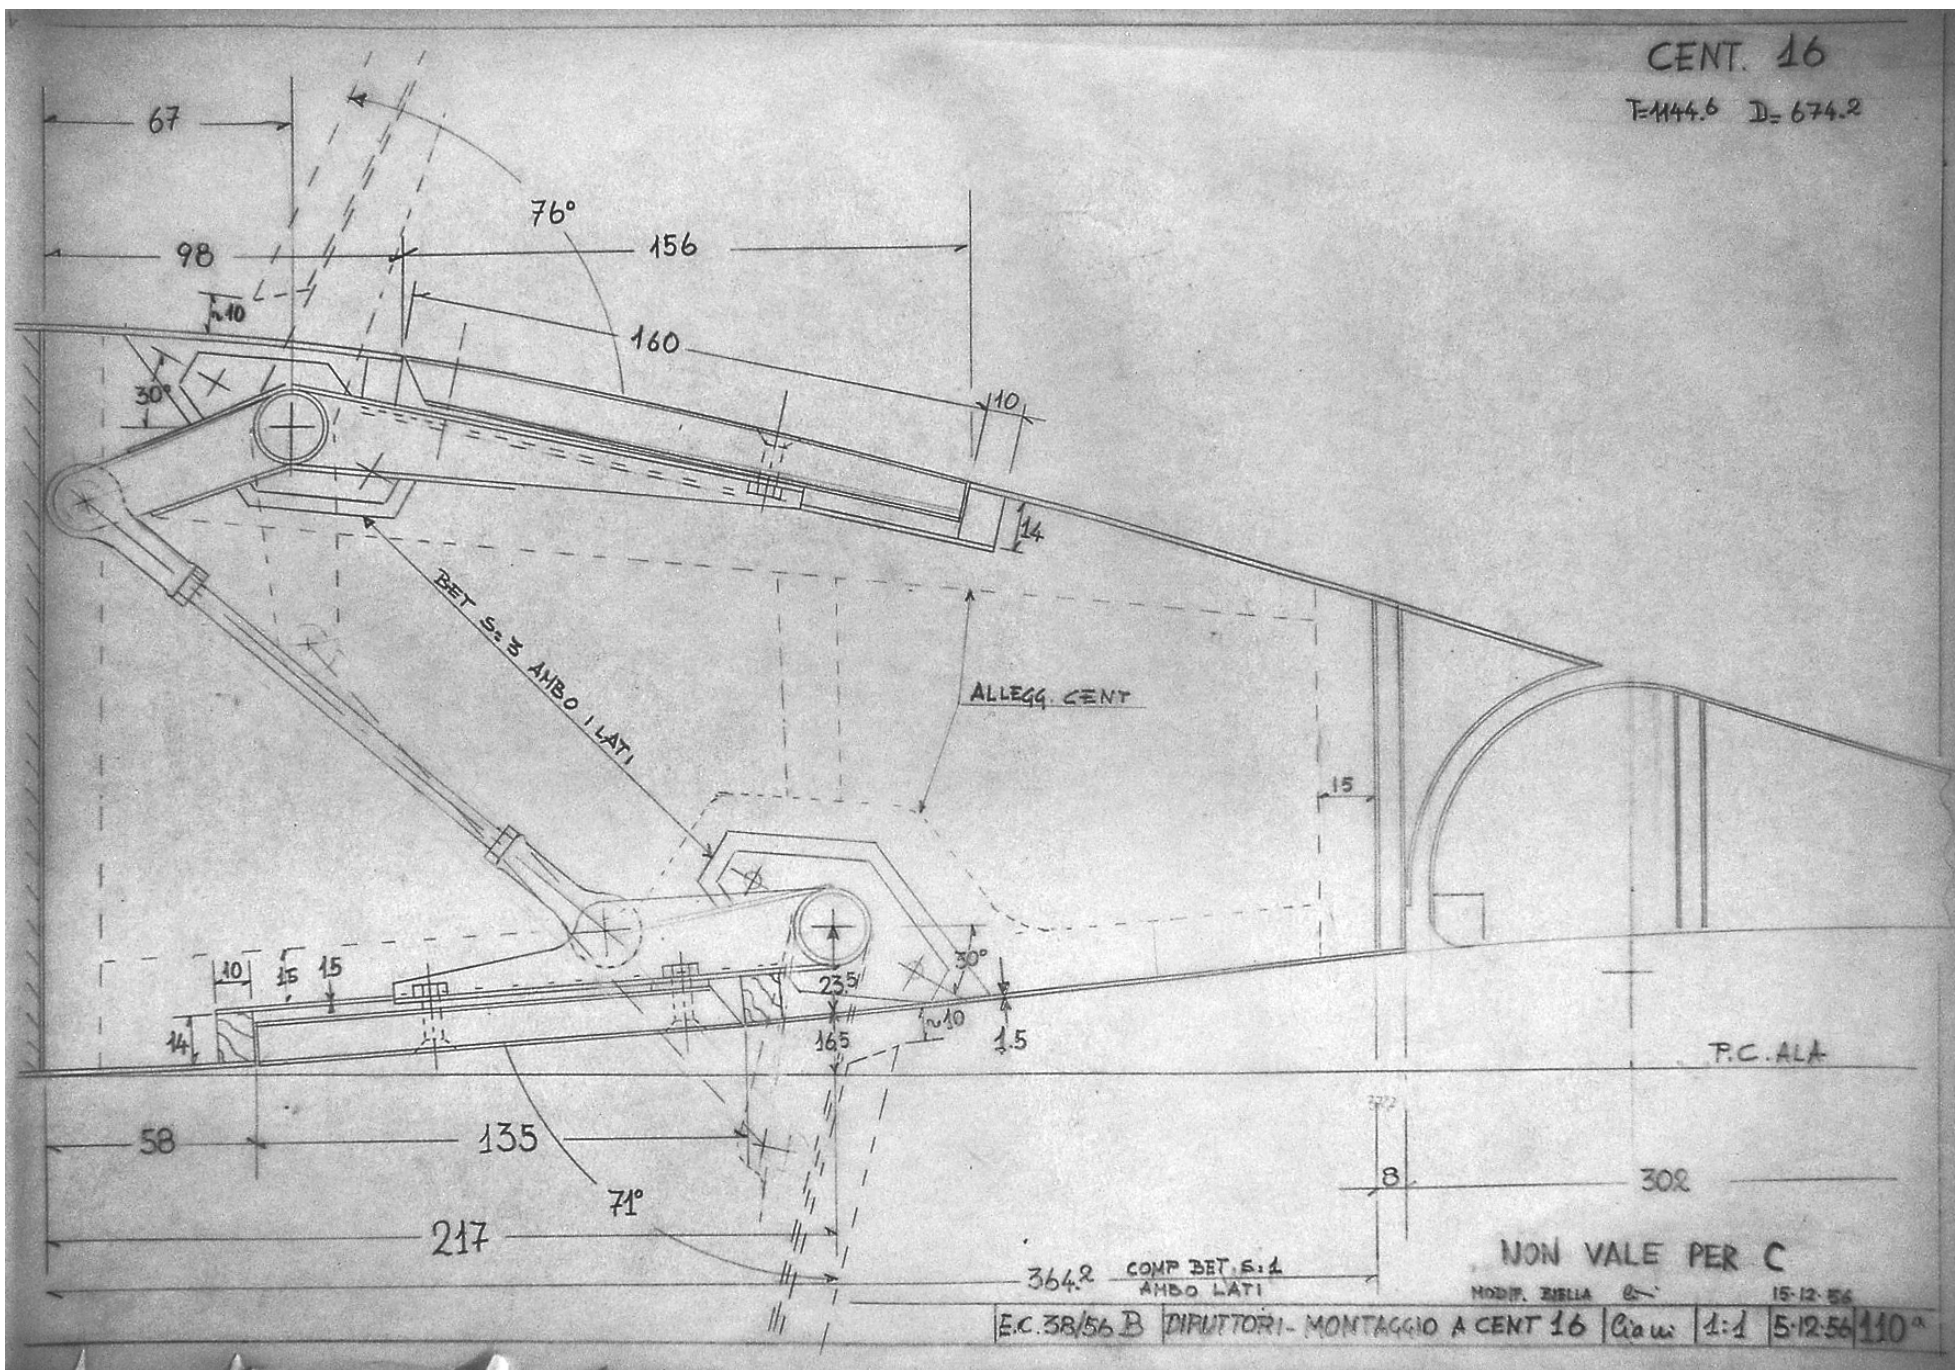 CENT. 16
T=1144.6 D=674.2
67
76°
98
156
~10
160
30°
10
14
BET S=3 AMBO I LATI
ALLEGG. CENT
15
10
15
15
14
23.5
16.5
30°
~10
1.5
P.C. ALA
58
135
71°
8
302
217
NON VALE PER C
364.2 COMP BET. S=1
AMBO LATI
MODIF. BIELLA
15-12-56
E.C. 38/56 B DIRUTTORI - MONTAGGIO A CENT 16 1:1 5-12-56 110a